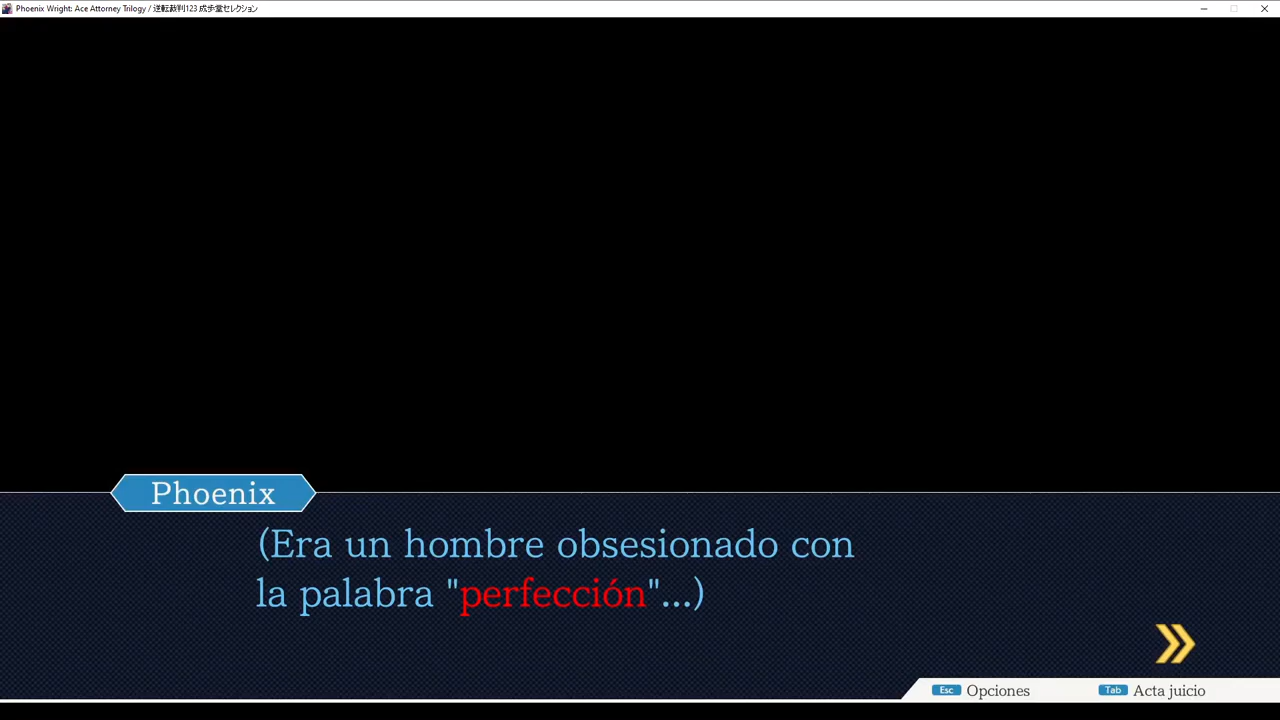 Phoenix Wright: Ace Attorney Trilogy / 逆転裁判123 成歩堂セレクション
Phoenix
(Era un hombre obsesionado con
la palabra "perfección"...)
Esc Opciones Tab Acta juicio